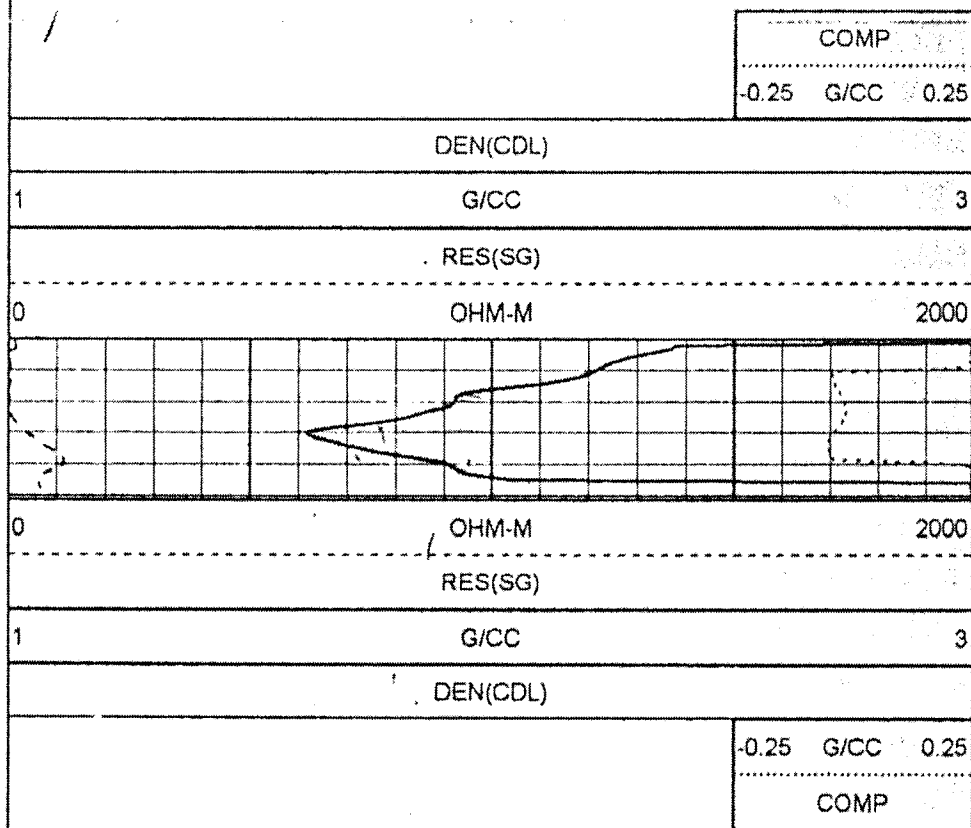 COMP
-0.25 G/CC 0.25
DEN(CDL)
1 G/CC 3
RES(SG)
0 OHM-M 2000
0 OHM-M 2000
RES(SG)
1 G/CC 3
DEN(CDL)
-0.25 G/CC 0.25
COMP